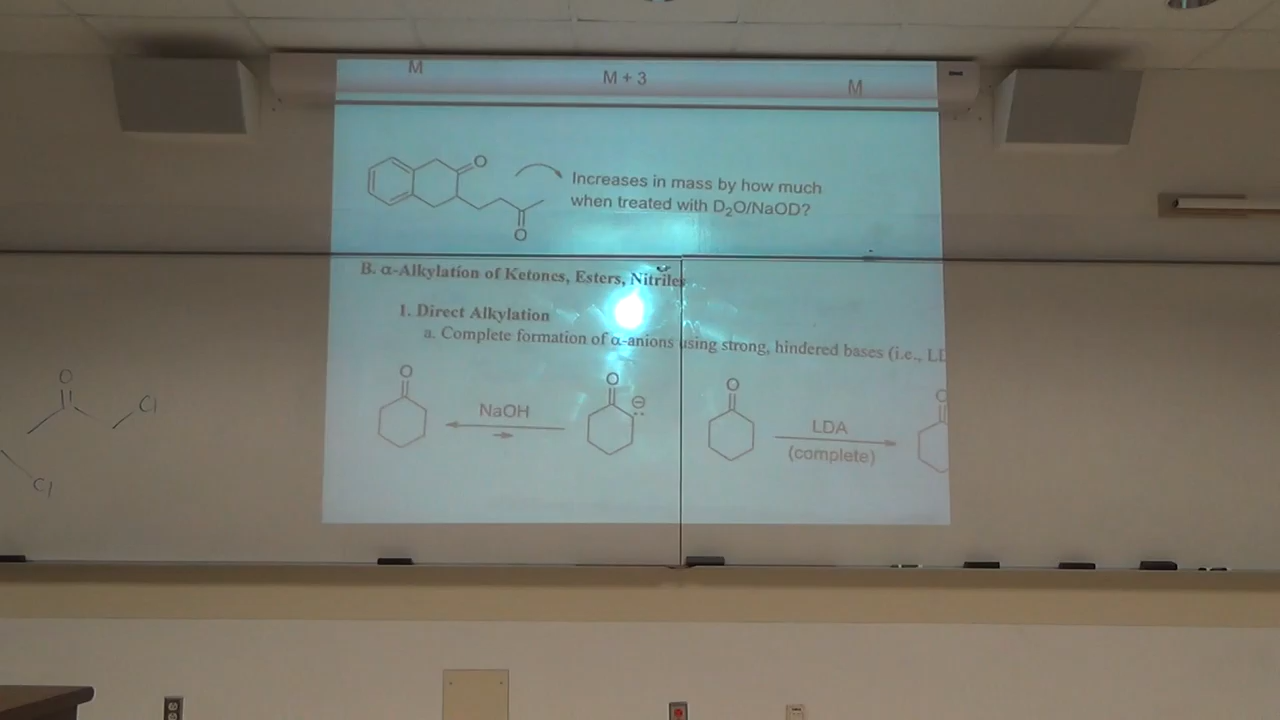 M
M + 3
M
O
O
Increases in mass by how much
when treated with D₂O/NaOD?
B. α-Alkylation of Ketones, Esters, Nitriles
1. Direct Alkylation
a. Complete formation of α-anions using strong, hindered bases (i.e.,
O
NaOH
O
⊖
O
LDA
(complete)
O
O
Cl
Cl